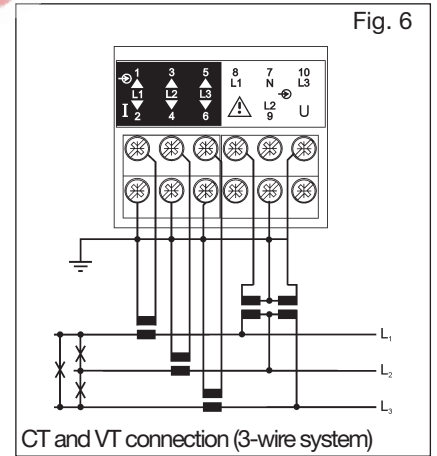 Fig. 6
1 3 5 8 7 10
L1 N L3
L1 L2 L3
I 2 4 6 L2 9 U
L1
L2
L3
CT and VT connection (3-wire system)